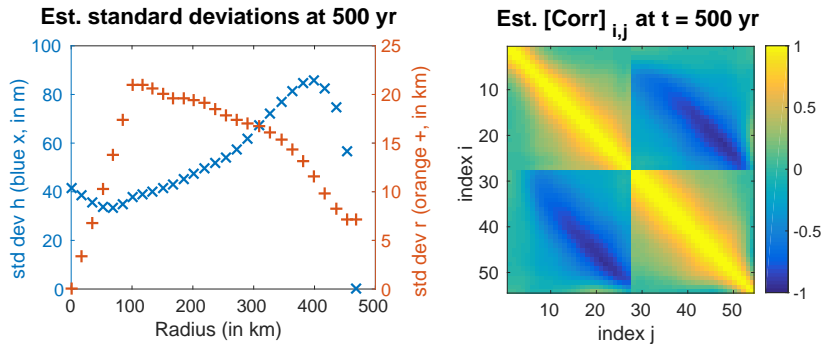 Est. standard deviations at 500 yr
std dev h (blue x, in m)
100
80
60
40
20
0
0 100 200 300 400 500
Radius (in km)
25
20
15
10
5
0
std dev r (orange +, in km)
Est. [Corr] i,j at t = 500 yr
index i
10
20
30
40
50
10 20 30 40 50
index j
1
0.5
0
-0.5
-1